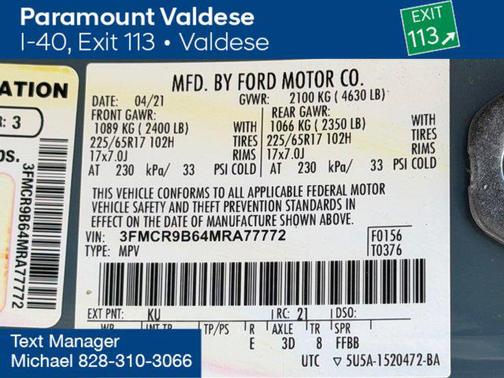 Paramount Valdese
I-40, Exit 113 • Valdese
EXIT
113
ATION
R: 3
3FMCR9B64MRA77772
MFD. BY FORD MOTOR CO.
DATE: 04/21 GVWR: 2100 KG ( 4630 LB)
FRONT GAWR: REAR GAWR:
1089 KG ( 2400 LB) WITH 1066 KG ( 2350 LB) WITH
225/65R17 102H TIRES 225/65R17 102H TIRES
17x7.0J RIMS 17x7.0J RIMS
AT 230 kPa/ 33 PSI COLD AT 230 kPa/ 33 PSI COLD
THIS VEHICLE CONFORMS TO ALL APPLICABLE FEDERAL MOTOR
VEHICLE SAFETY AND THEFT PREVENTION STANDARDS IN
EFFECT ON THE DATE OF MANUFACTURE SHOWN ABOVE.
VIN: 3FMCR9B64MRA77772 F0156
TYPE: MPV T0376
EXT PNT: KU RC: 21 DSO:
WB INT TR TP/PS R AXLE TR SPR
E 3D 8 FFBB
UTC 5U5A-1520472-BA
Text Manager
Michael 828-310-3066